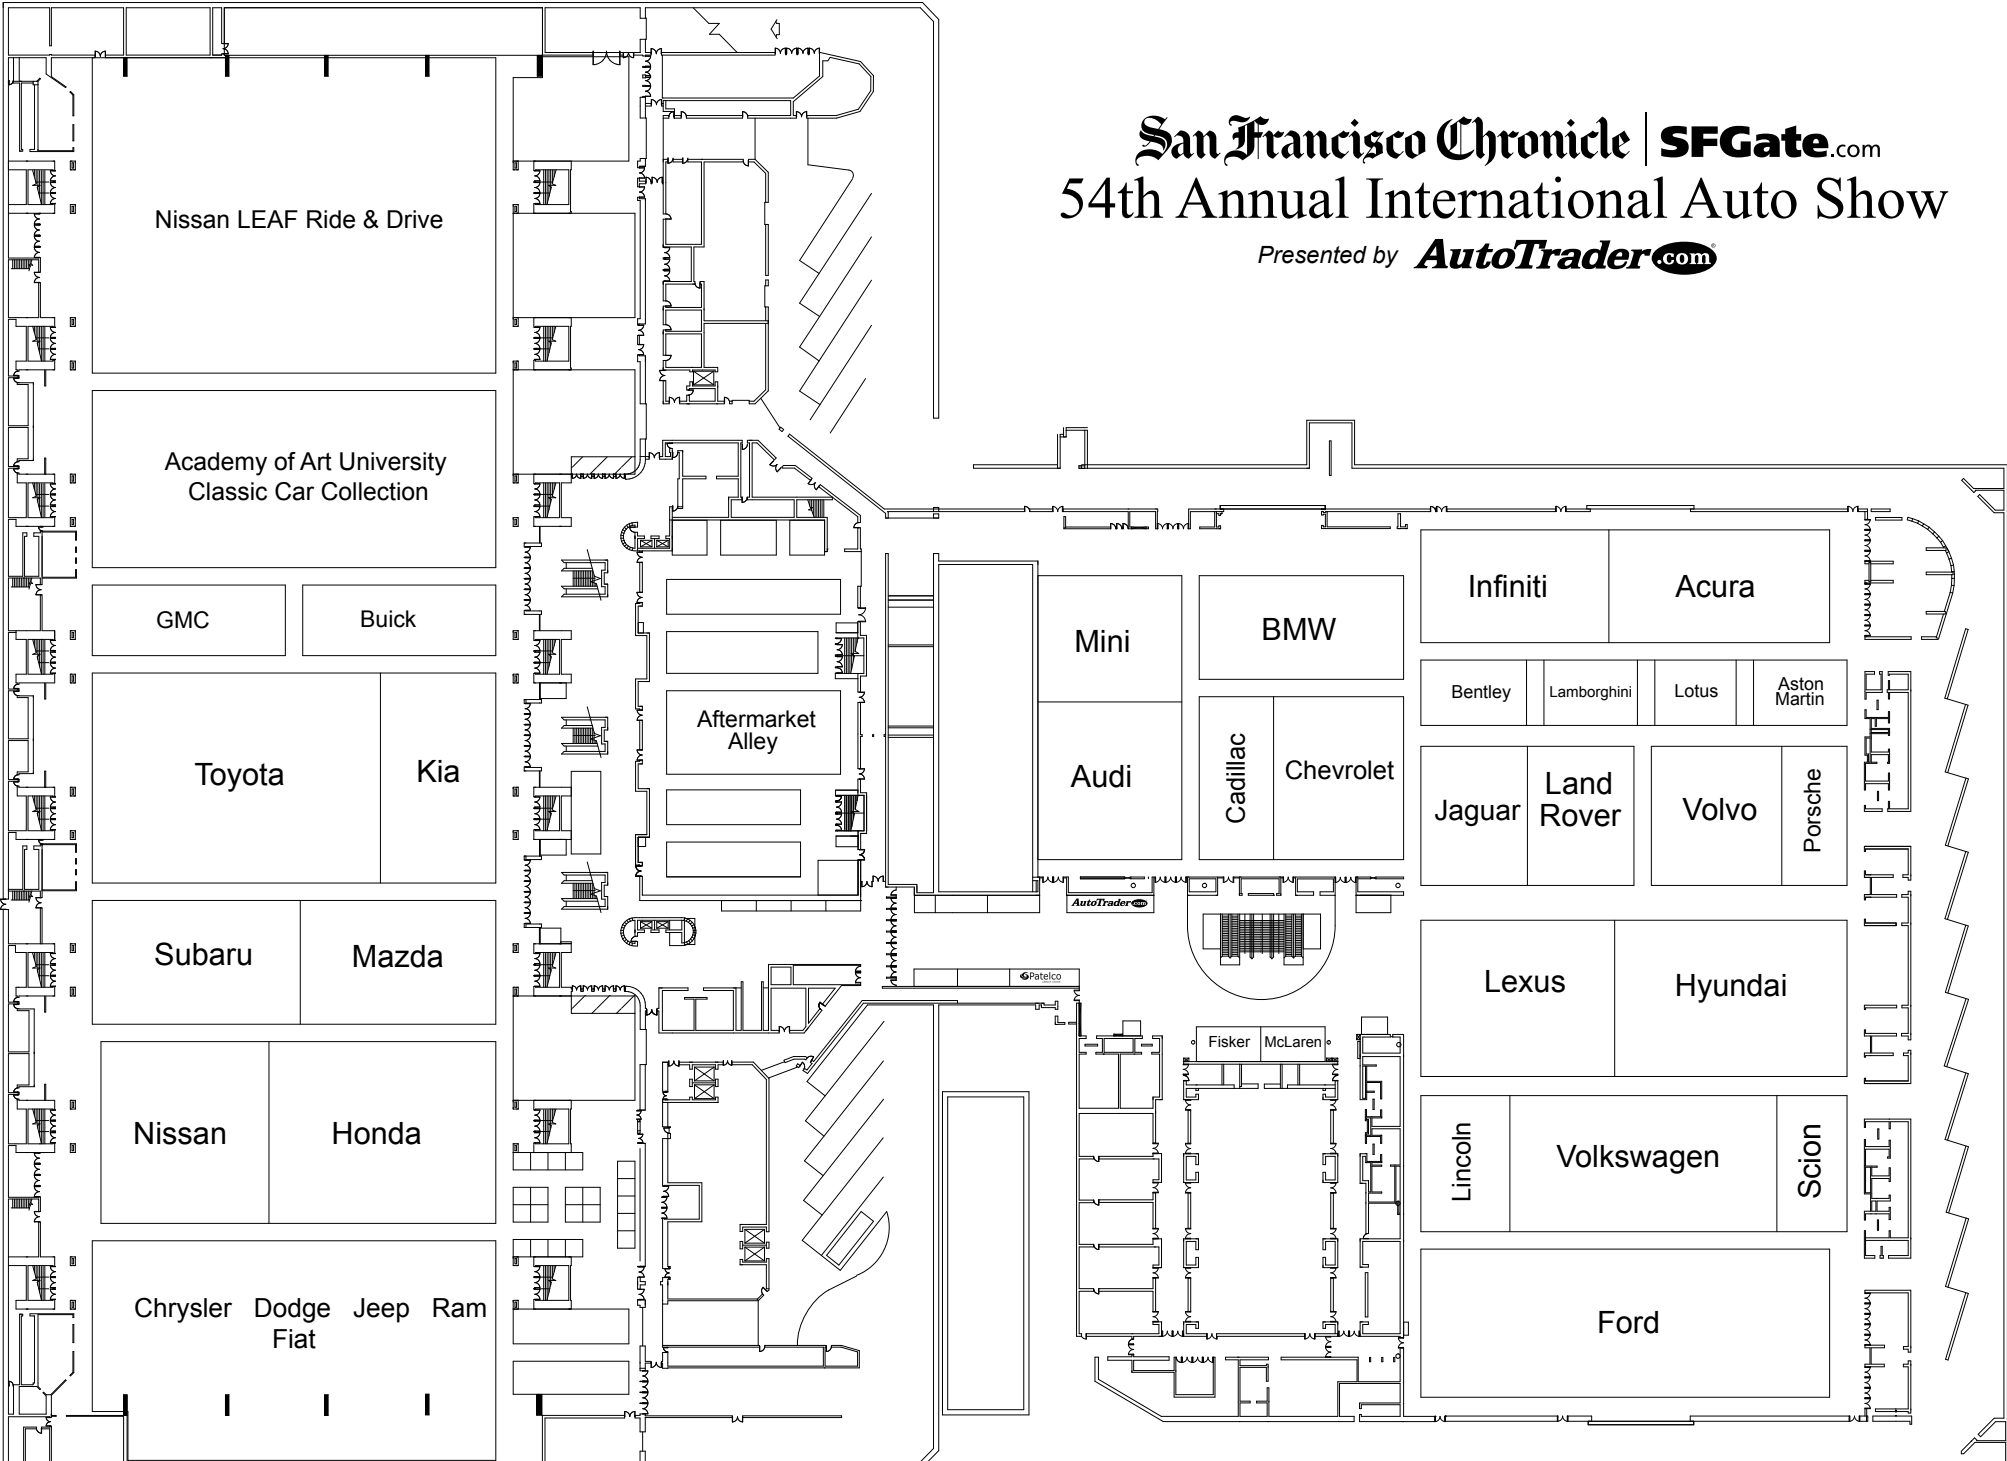 San Francisco Chronicle | SFGate.com
54th Annual International Auto Show
Presented by AutoTrader.com
Nissan LEAF Ride & Drive
Academy of Art University
Classic Car Collection
GMC
Buick
Toyota
Kia
Subaru
Mazda
Nissan
Honda
Chrysler Dodge Jeep Ram
Fiat
Aftermarket
Alley
Mini
Audi
BMW
Cadillac
Chevrolet
AutoTrader.com
Patelco
Fisker
McLaren
Infiniti
Acura
Bentley
Lamborghini
Lotus
Aston
Martin
Jaguar
Land
Rover
Volvo
Porsche
Lexus
Hyundai
Lincoln
Volkswagen
Scion
Ford